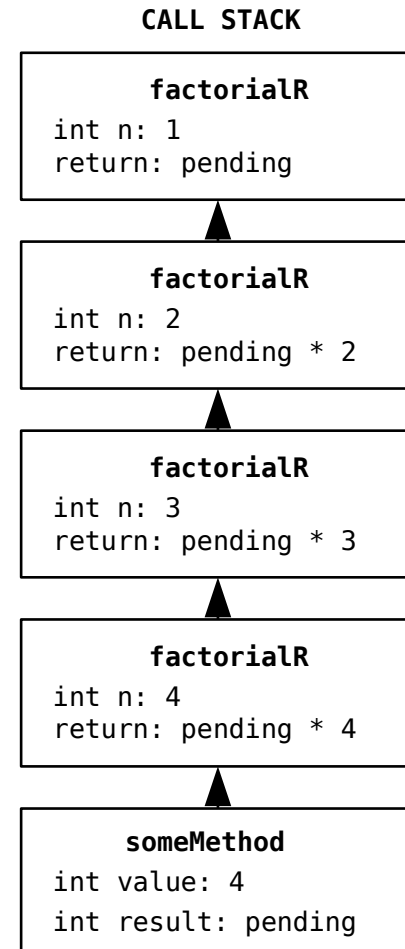 CALL STACK
factorialR
int n: 1
return: pending
factorialR
int n: 2
return: pending * 2
factorialR
int n: 3
return: pending * 3
factorialR
int n: 4
return: pending * 4
someMethod
int value: 4
int result: pending